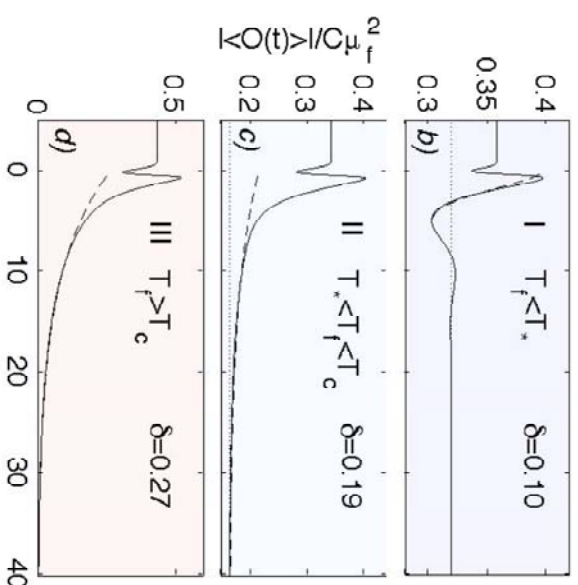 |<O(t)>|/Cμ_f^2
0.4
0.35
0.3
b)
I T_f<T_*
δ=0.10
0.4
0.3
0.2
c)
II T_*<T_f<T_c
δ=0.19
0.5
0
d)
III T_f>T_c
δ=0.27
0 10 20 30 40